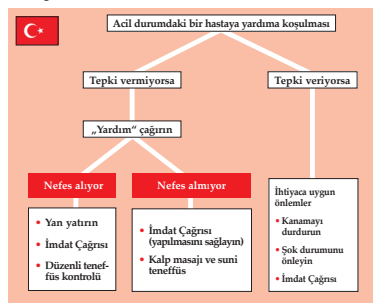 Acil durumdaki bir hastaya yardıma koşulması
Tepki vermiyorsa
Tepki veriyorsa
„Yardım“ çağırın
Nefes alıyor
Nefes almıyor
• Yan yatırın
• İmdat Çağrısı
• Düzenli tenef-
füs kontrolü
• İmdat Çağrısı
(yapılmasını sağlayın)
• Kalp masajı ve suni
teneffüs
İhtiyaca uygun
önlemler
• Kanamayı
durdurun
• Şok durumunu
önleyin
• İmdat Çağrısı